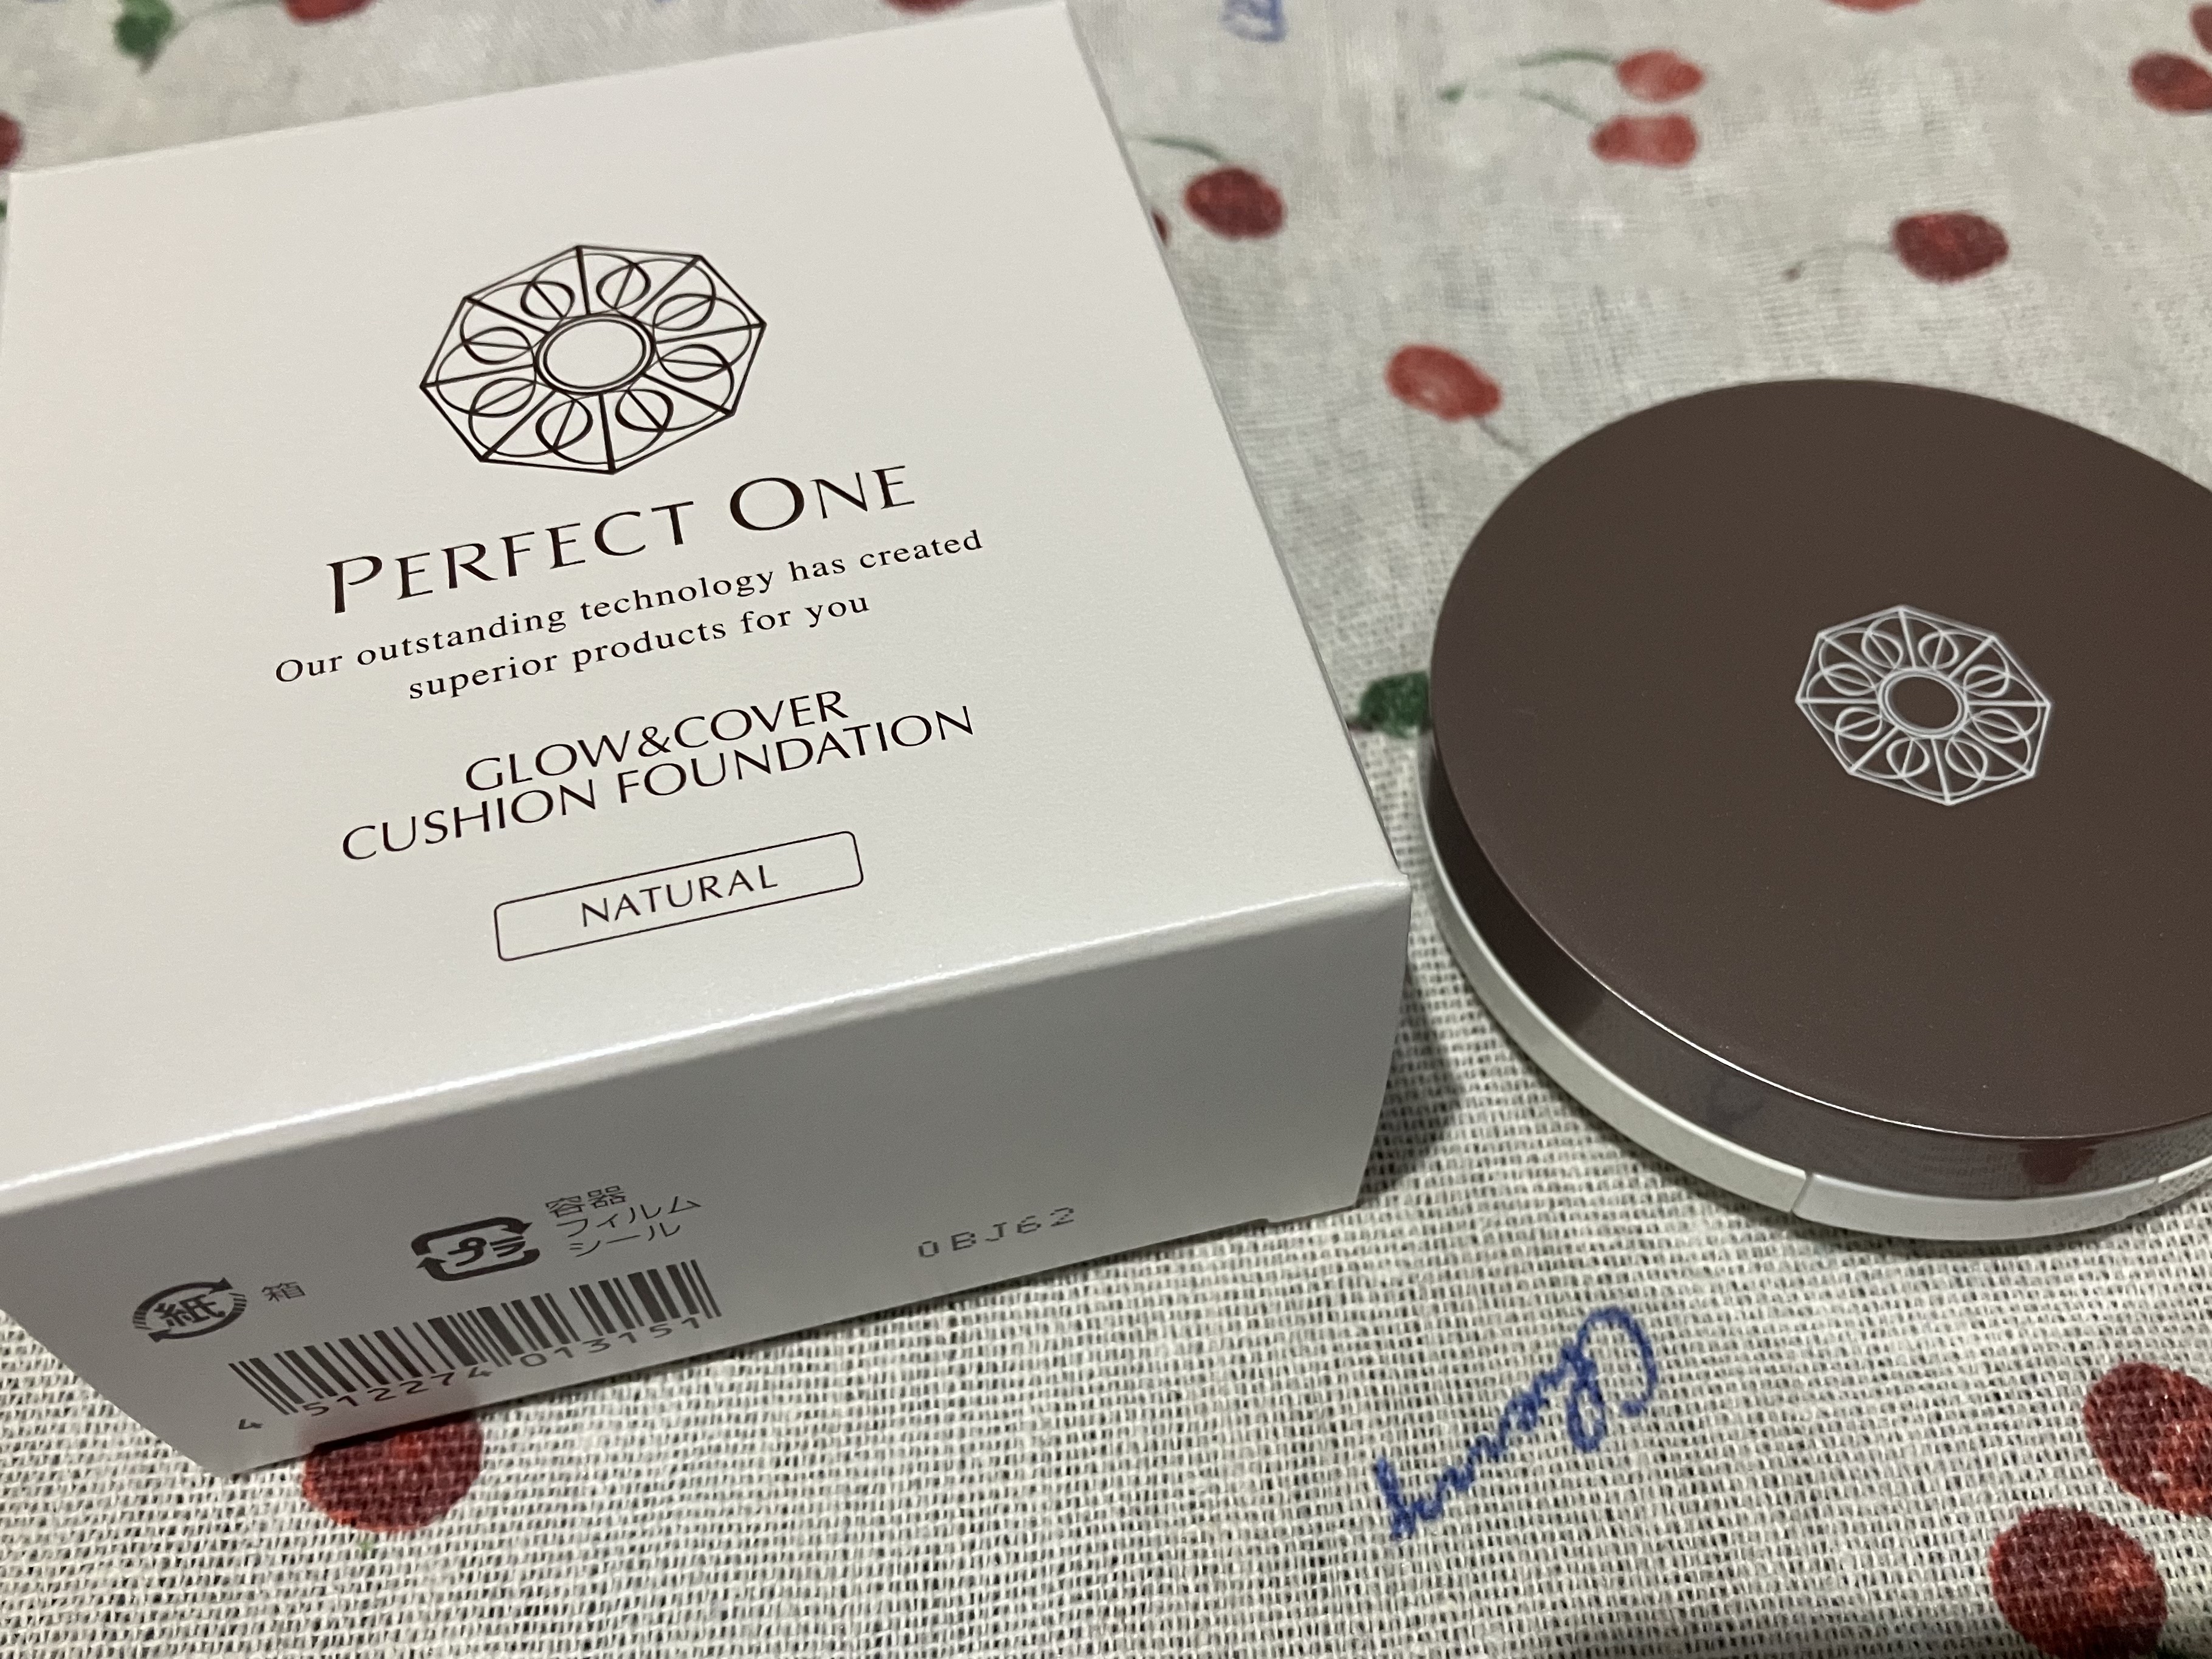 PERFECT ONE
Our outstanding technology has created
superior products for you
GLOW&COVER
CUSHION FOUNDATION
NATURAL
容器
フィルム
シール
プラ
紙
箱
0BJ62
4 512274 013151
Cherry